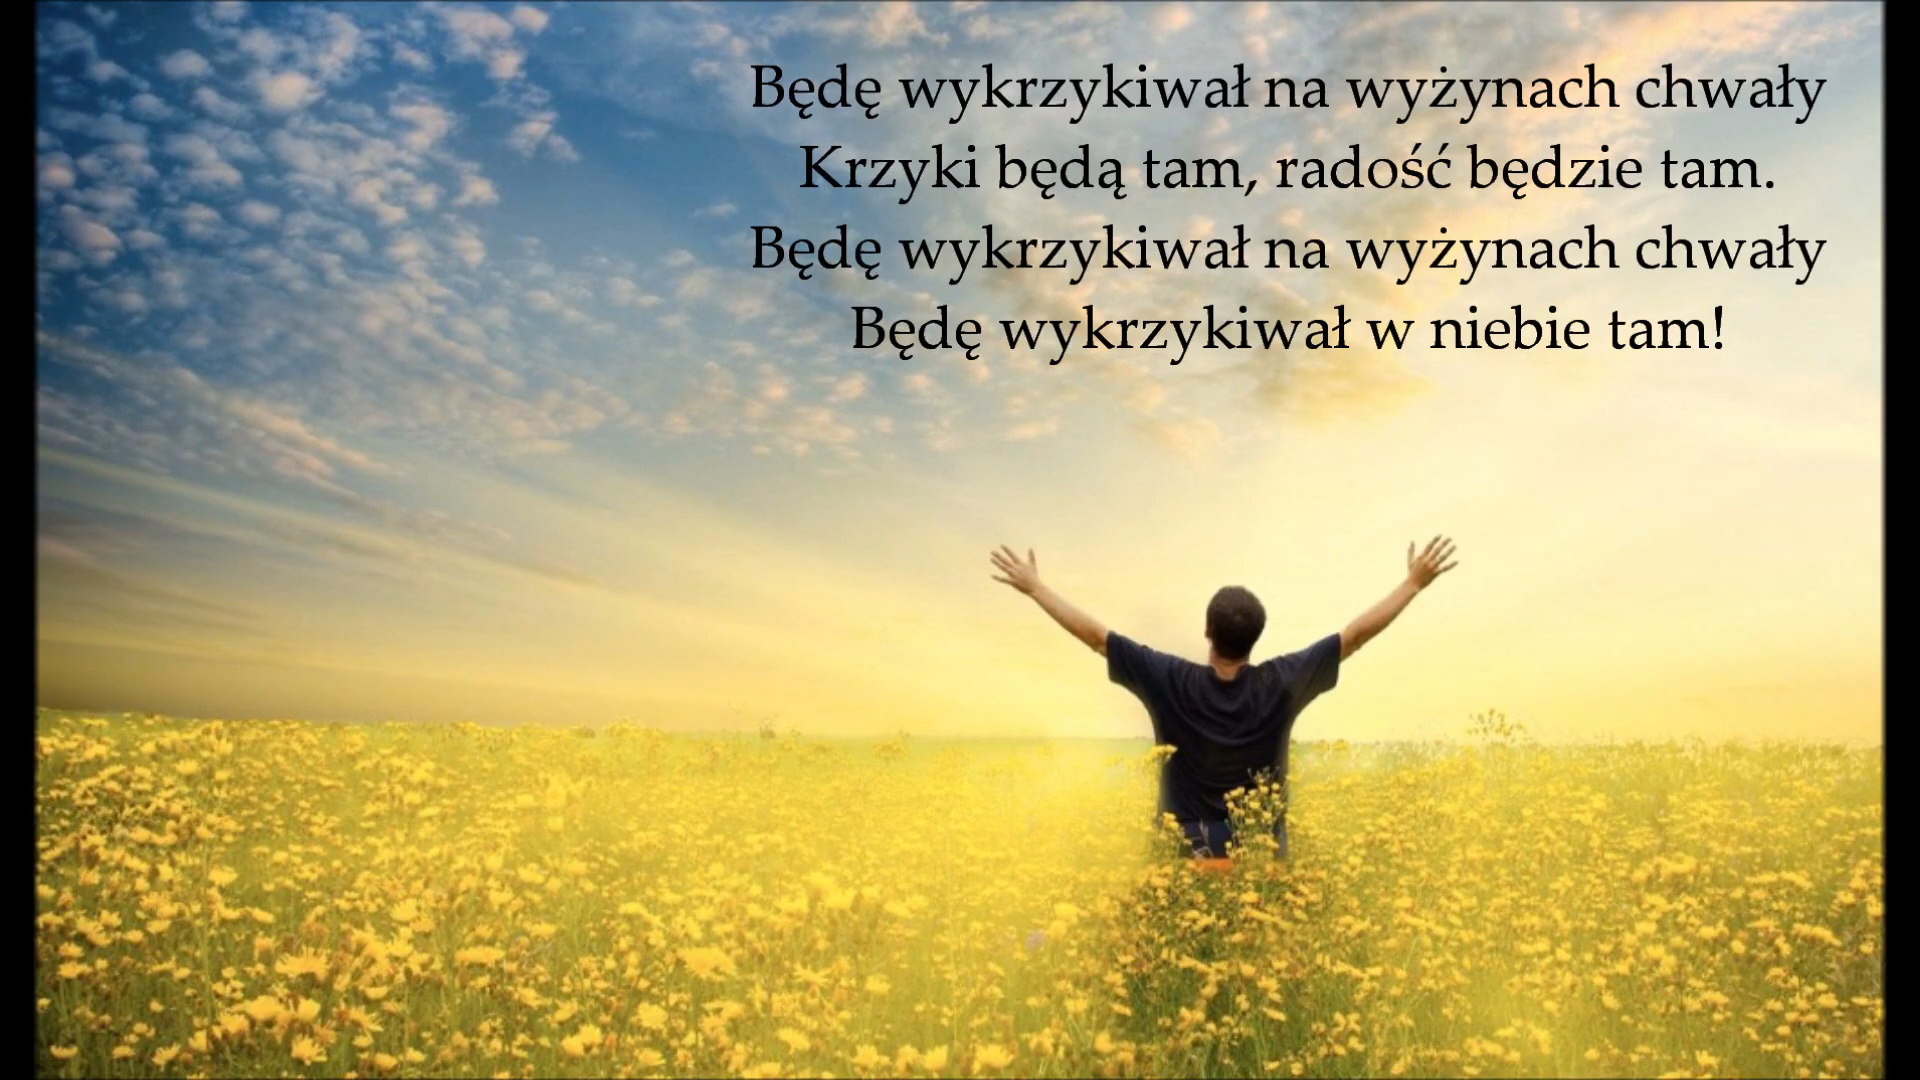 Będę wykrzykiwał na wyżynach chwały
Krzyki będą tam, radość będzie tam.
Będę wykrzykiwał na wyżynach chwały
Będę wykrzykiwał w niebie tam!